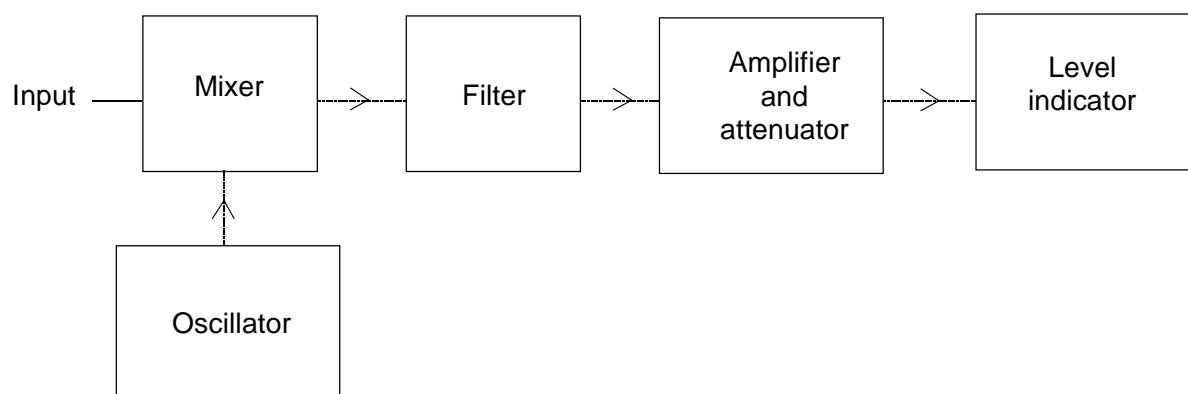 Input
Mixer
Filter
Amplifier
and
attenuator
Level
indicator
Oscillator